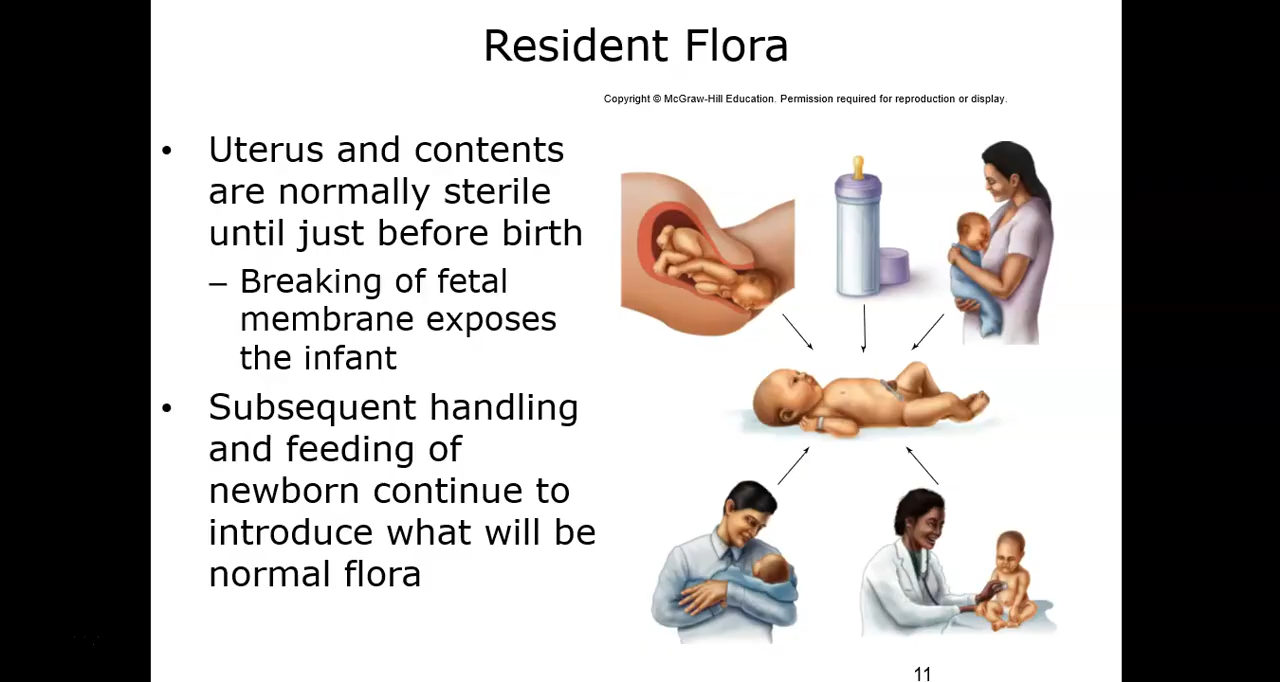 Resident Flora
Copyright © McGraw-Hill Education. Permission required for reproduction or display.
• Uterus and contents
are normally sterile
until just before birth
– Breaking of fetal
membrane exposes
the infant
• Subsequent handling
and feeding of
newborn continue to
introduce what will be
normal flora
11